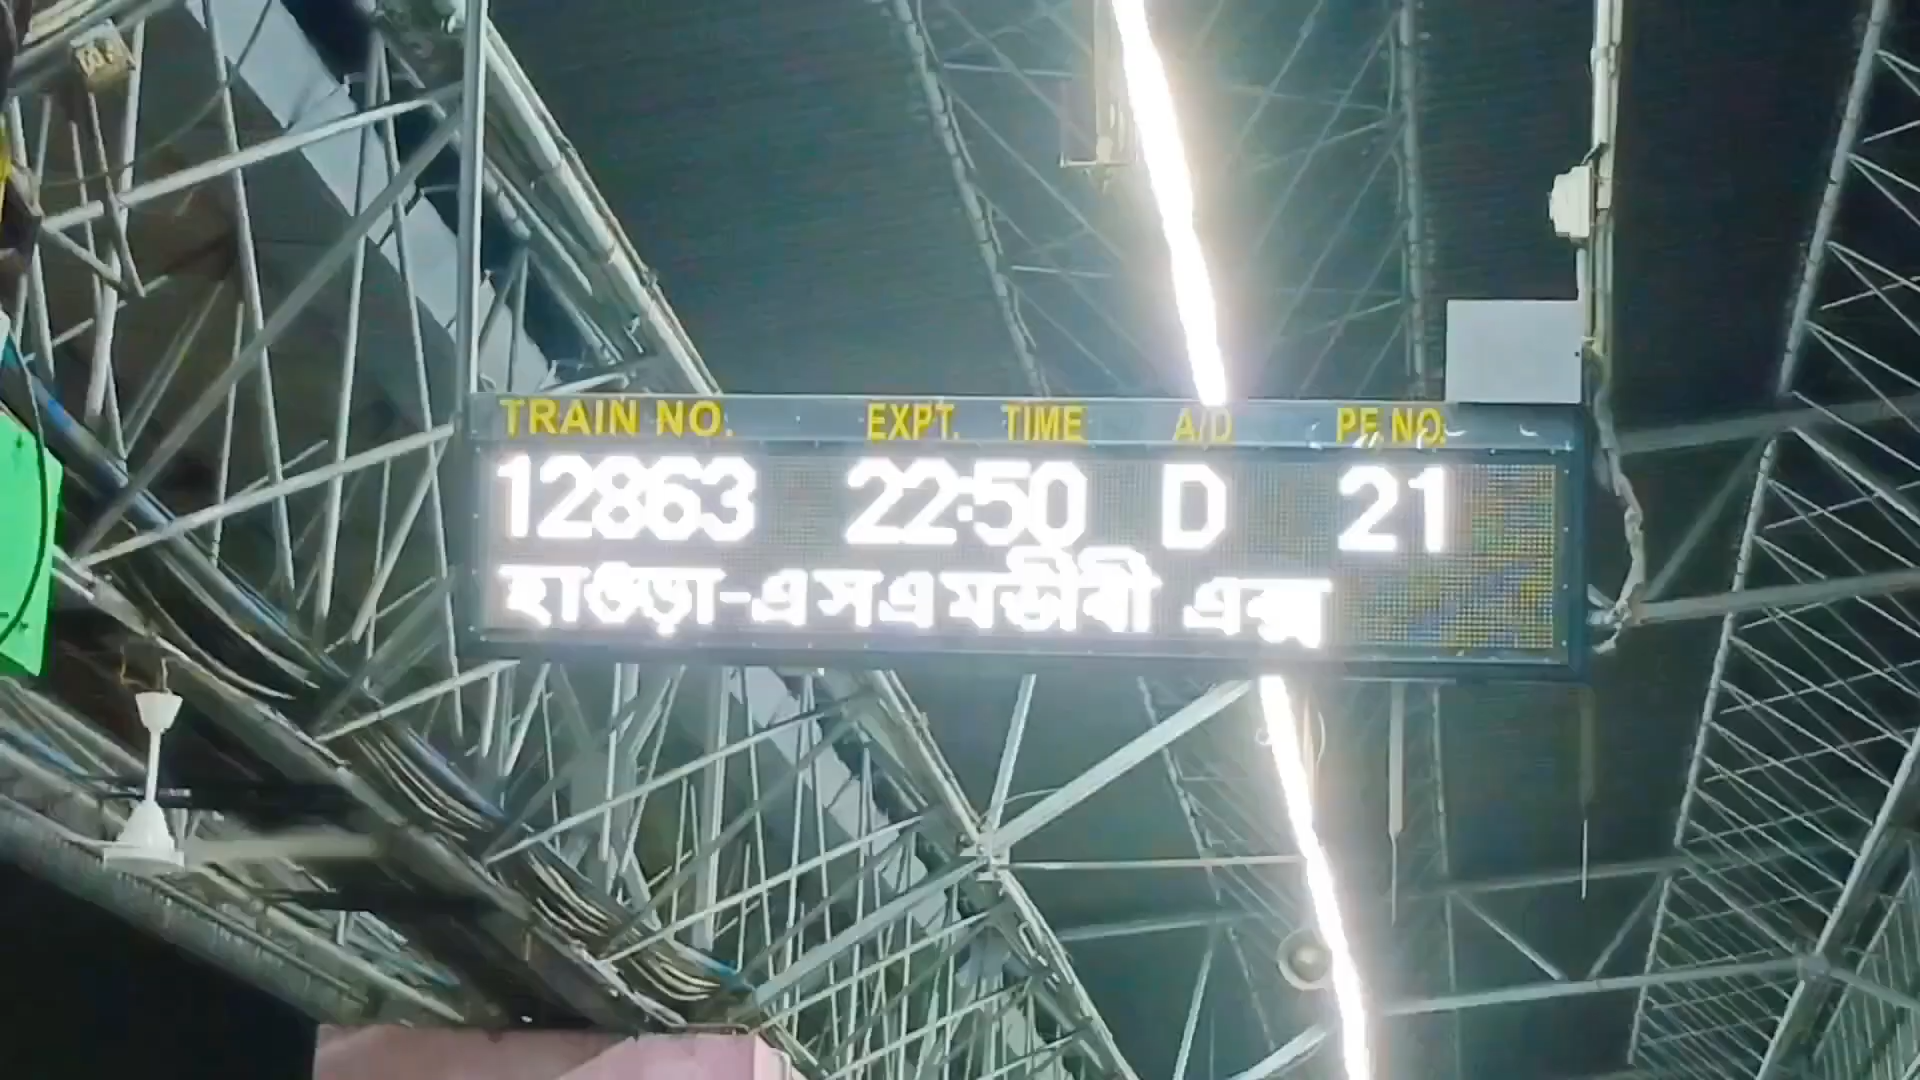 TRAIN NO. EXPT. TIME A/D PF NO.
12863 22:50 D 21
হাওড়া-এসএমভীবী এক্স